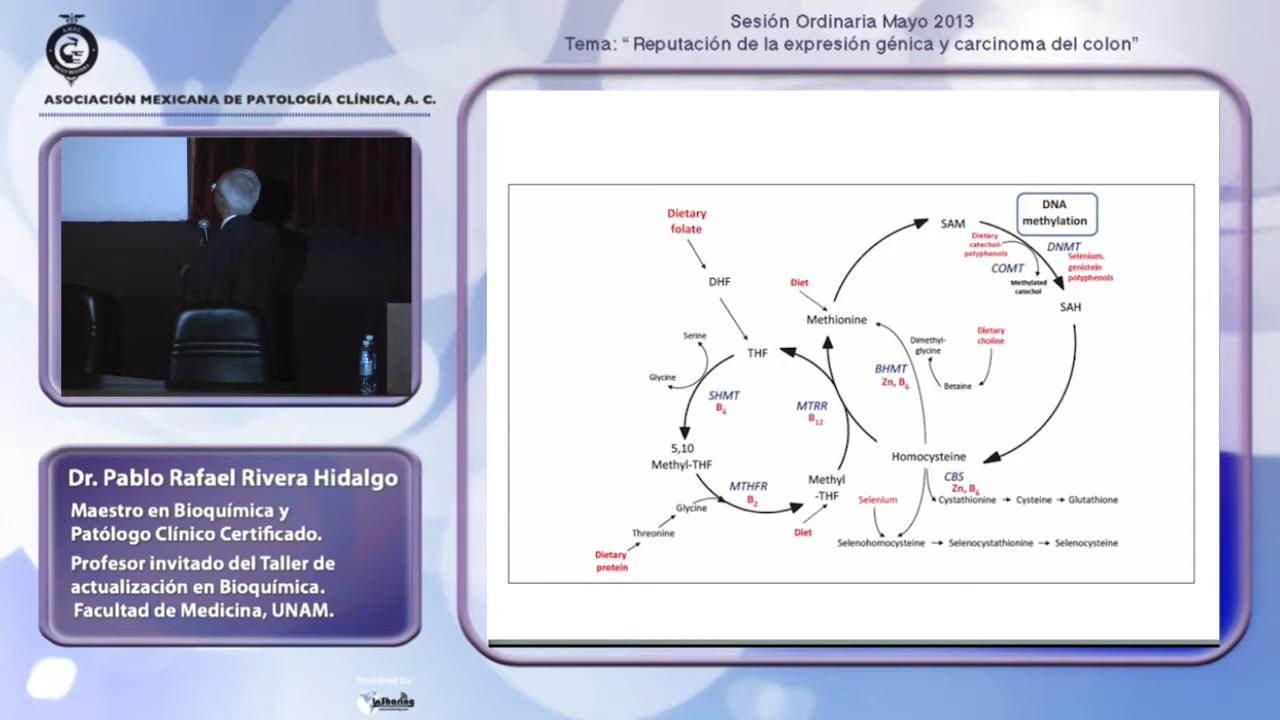 Sesión Ordinaria Mayo 2013
Tema: “ Reputación de la expresión génica y carcinoma del colon”
ASOCIACIÓN MEXICANA DE PATOLOGÍA CLÍNICA, A. C.
Dr. Pablo Rafael Rivera Hidalgo
Maestro en Bioquímica y
Patólogo Clínico Certificado.
Profesor invitado del Taller de
actualización en Bioquímica.
Facultad de Medicina, UNAM.
Powered by
InSharing
Dietary
folate
DHF
THF
Serine
Glycine
SHMT
B6
5,10
Methyl-THF
MTHFR
B2
Glycine
Threonine
Dietary
protein
Diet
Methyl
-THF
MTRR
B12
Diet
Methionine
SAM
DNA
methylation
Dietary
catechol-
polyphenols
DNMT
COMT
Selenium,
genistein
polyphenols
Methylated
catechol
SAH
Dimethyl-
glycine
Dietary
choline
Betaine
BHMT
Zn, B6
Homocysteine
CBS
Zn, B6
Cystathionine
Cysteine
Glutathione
Selenium
Selenohomocysteine
Selenocystathionine
Selenocysteine